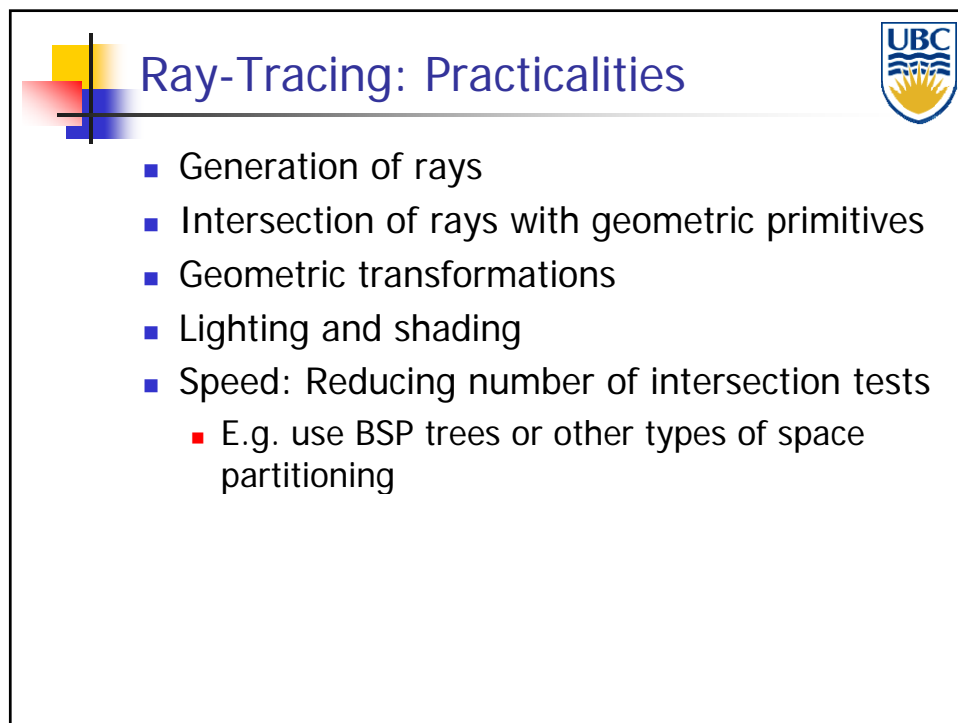 Ray-Tracing: Practicalities
UBC
Generation of rays
Intersection of rays with geometric primitives
Geometric transformations
Lighting and shading
Speed: Reducing number of intersection tests
E.g. use BSP trees or other types of space
partitioning